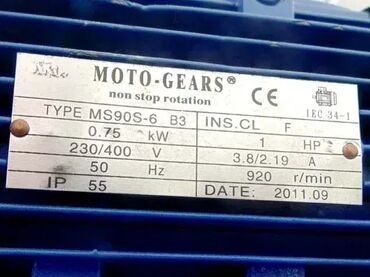 MOTO-GEARS®
non stop rotation
CE
IEC 34-1
TYPE MS90S-6 B3 INS.CL F
0.75 kW 1 HP
230/400 V 3.8/2.19 A
50 Hz 920 r/min
IP 55 DATE: 2011.09